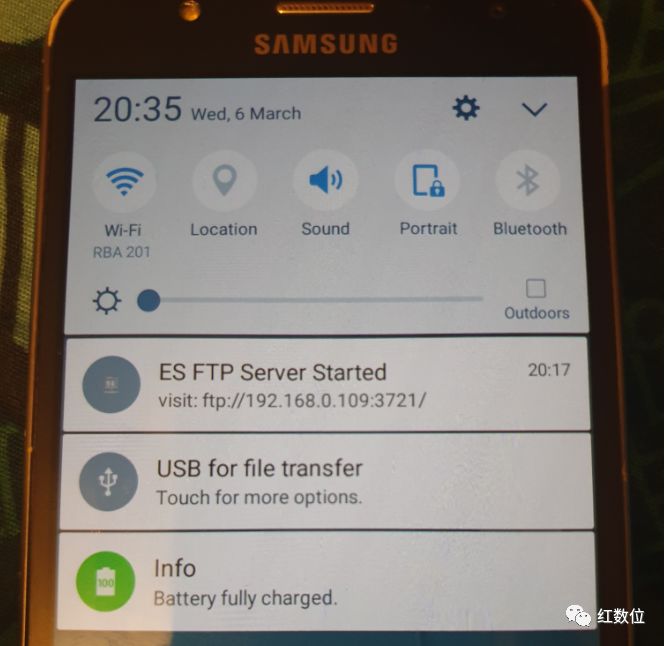 SAMSUNG
20:35 Wed, 6 March
Wi-Fi Location Sound Portrait Bluetooth
RBA 201
Outdoors
ES FTP Server Started 20:17
visit: ftp://192.168.0.109:3721/
USB for file transfer
Touch for more options.
100
Info
Battery fully charged.
红数位